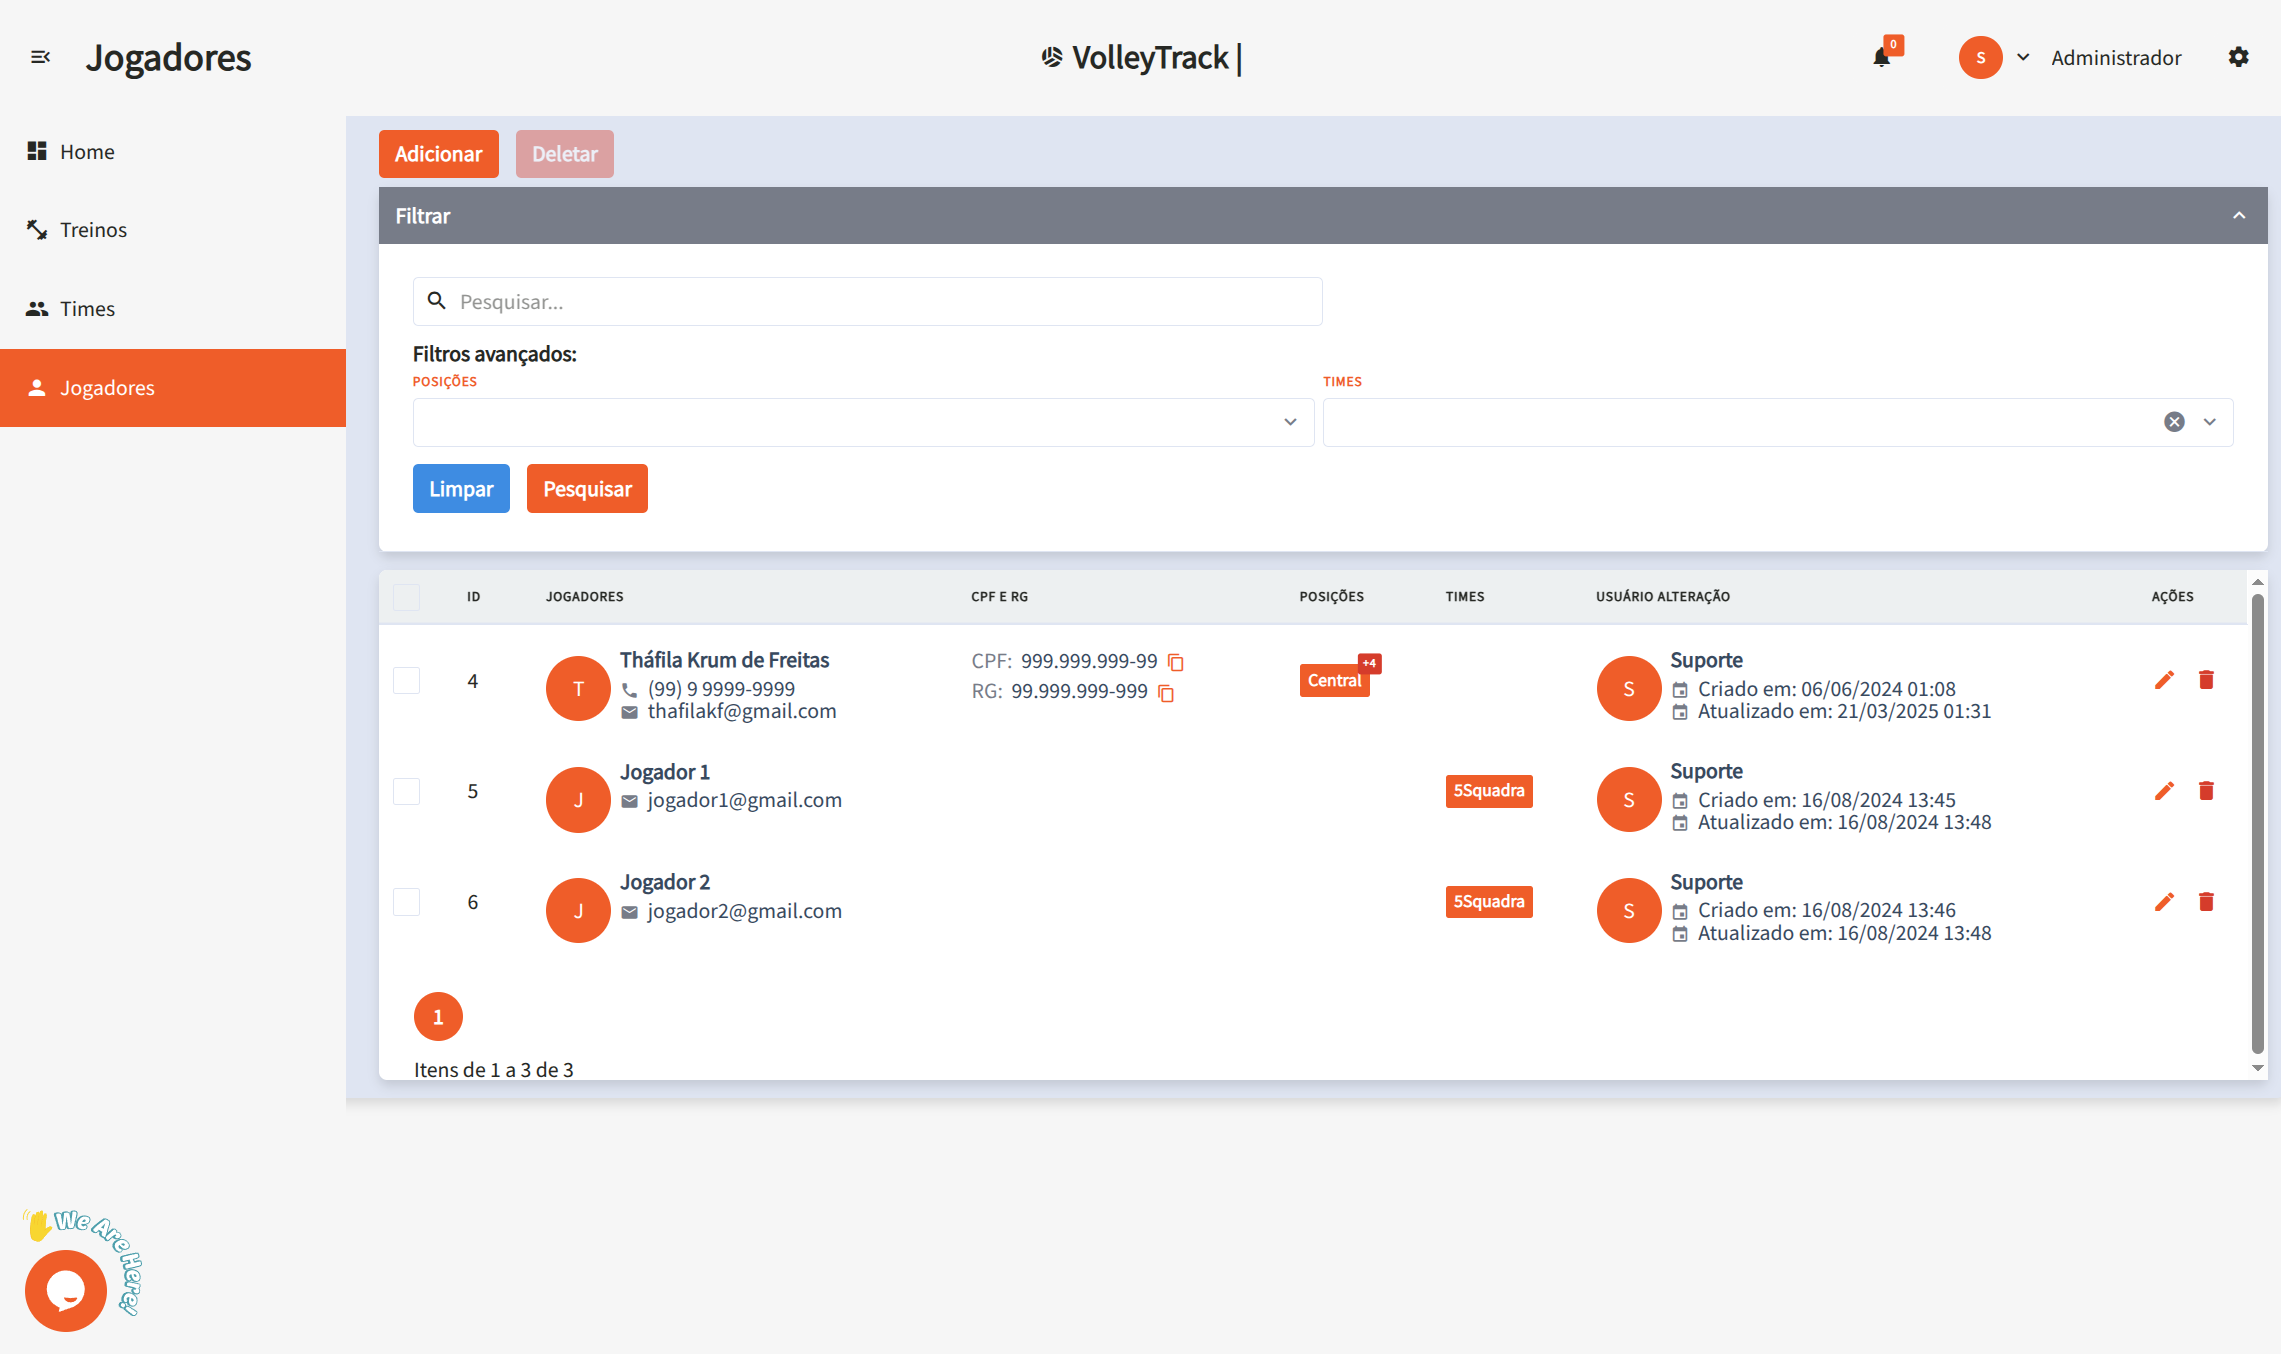 Jogadores
VolleyTrack |
0
S
Administrador
Home
Treinos
Times
Jogadores
Adicionar
Deletar
Filtrar
Pesquisar...
Filtros avançados:
POSIÇÕES
TIMES
Limpar
Pesquisar
ID
JOGADORES
CPF E RG
POSIÇÕES
TIMES
USUÁRIO ALTERAÇÃO
AÇÕES
4
T
Tháfila Krum de Freitas
(99) 9 9999-9999
thafilakf@gmail.com
CPF: 999.999.999-99
RG: 99.999.999-999
Central
+4
S
Suporte
Criado em: 06/06/2024 01:08
Atualizado em: 21/03/2025 01:31
5
J
Jogador 1
jogador1@gmail.com
5Squadra
S
Suporte
Criado em: 16/08/2024 13:45
Atualizado em: 16/08/2024 13:48
6
J
Jogador 2
jogador2@gmail.com
5Squadra
S
Suporte
Criado em: 16/08/2024 13:46
Atualizado em: 16/08/2024 13:48
1
Itens de 1 a 3 de 3
We Are Here!